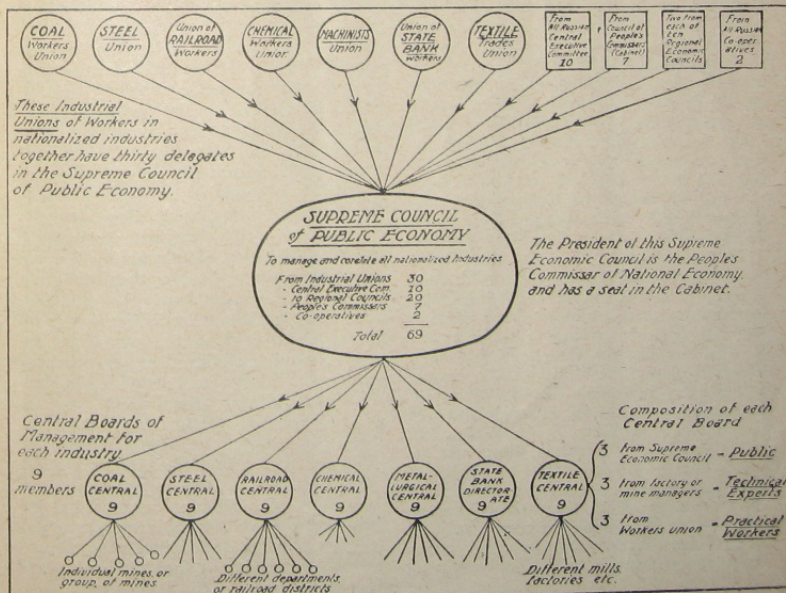 COAL
Workers
Union
STEEL
Union
Union of
RAILROAD
Workers
CHEMICAL
Workers
Union
MACHINISTS
Union
Union of
STATE
BANK
Workers
TEXTILE
Trades
Union
From
All Russian
Central
Executive
Committee
10
From
Council of
People's
Commissars
(Cabinet)
7
Two from
each of
ten
Regional
Economic
Councils
From
All Russian
Co-oper-
atives
2
These Industrial
Unions of Workers in
nationalized industries
together have thirty delegates
in the Supreme Council
of Public Economy.
SUPREME COUNCIL
of PUBLIC ECONOMY
To manage and corelate all nationalized Industries
From Industrial Unions 30
- Central Executive Com. 10
- 10 Regional Councils 20
- People's Commissers 7
- Co-operatives 2
Total 69
The President of this Supreme
Economic Council is the Peoples
Commissar of National Economy
and has a seat in the Cabinet.
Central Boards of
Management for
each industry
9
members
COAL
CENTRAL
9
STEEL
CENTRAL
9
RAILROAD
CENTRAL
9
CHEMICAL
CENTRAL
9
METAL-
LURGICAL
CENTRAL
9
STATE
BANK
DIRECTOR-
ATE
9
TEXTILE
CENTRAL
9
Composition of each
Central Board
3 from Supreme
Economic Council = Public
3 from factory or
mine managers = Technical
Experts
3 from
Workers union = Practical
Workers
Individual mines, or
group, of mines.
Different departments,
or railroad districts
Different mills,
factories etc.